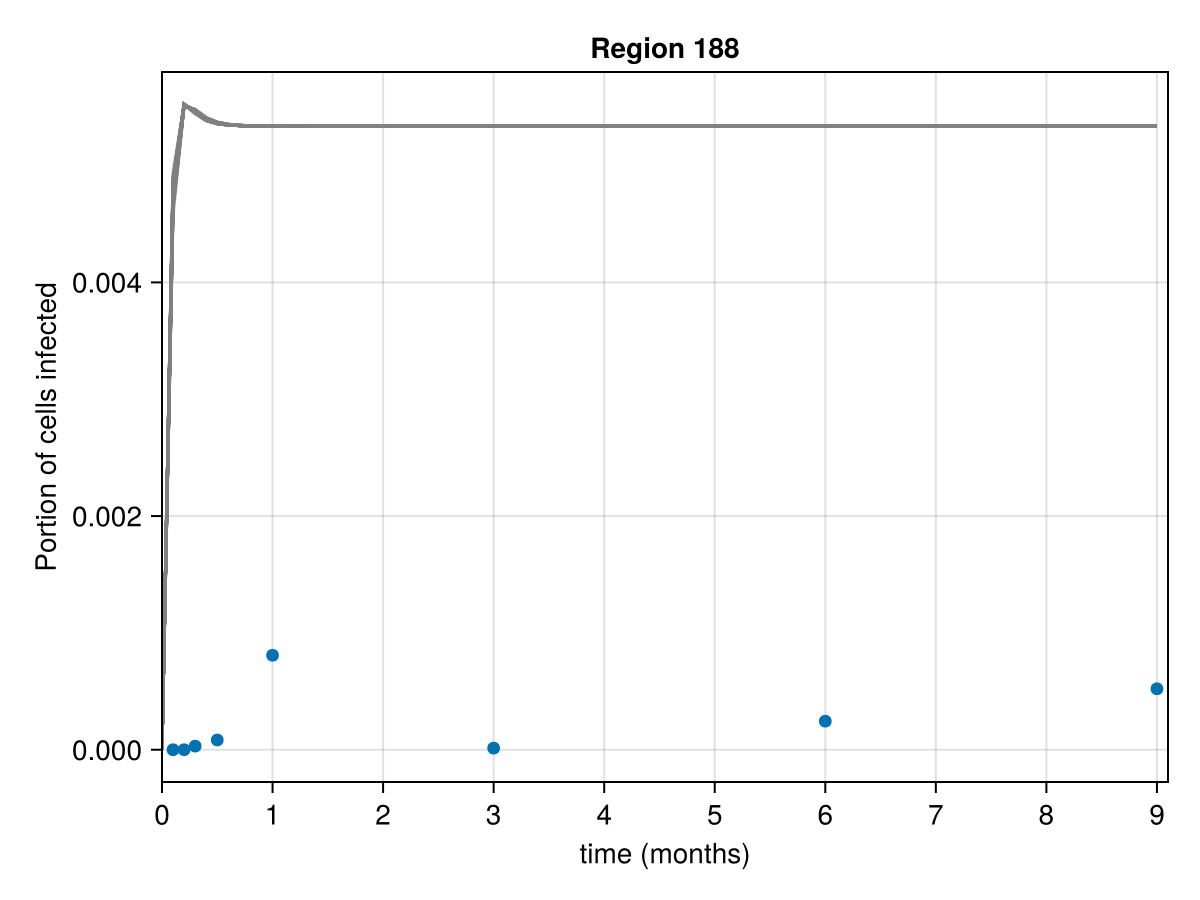 Region 188
Portion of cells infected
0.004
0.002
0.000
0 1 2 3 4 5 6 7 8 9
time (months)